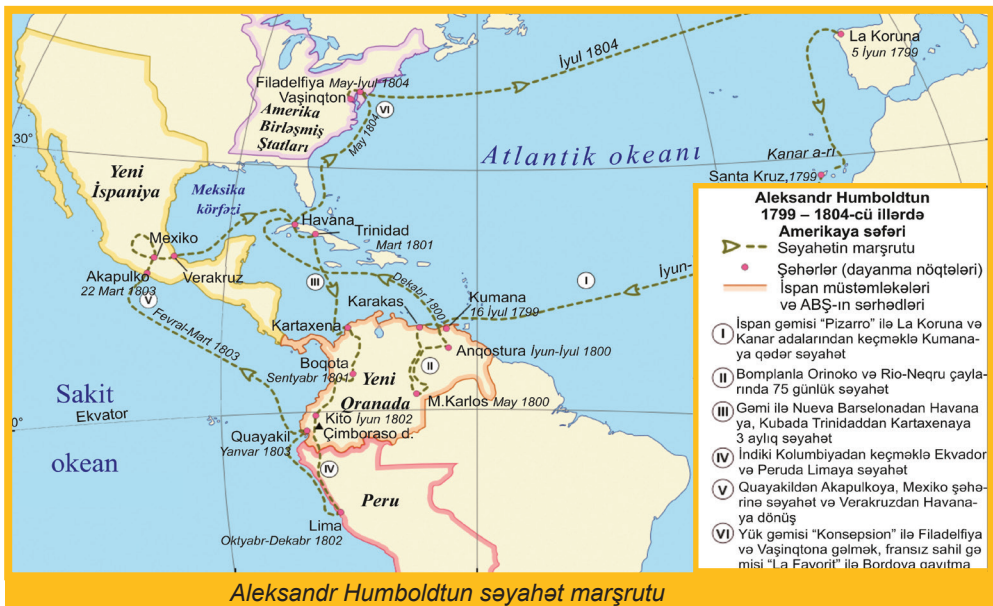 La Koruna
5 İyun 1799
İyul 1804
Filadelfiya May-İyul 1804
Vaşinqton
VI
Amerika
Birləşmiş
Ştatları
May 1804
30°
Atlantik okeanı
Kanar a-rı
Santa Kruz, 1799
Yeni
İspaniya
Meksika
körfəzi
Havana
Trinidad
Mart 1801
Mexiko
Akapulko
22 Mart 1803
Verakruz
V
III
Dekabr 1800
I
İyun-
Karakas
Kumana
16 İyul 1799
Kartaxena
Fevral-Mart 1803
Anqostura İyun-İyul 1800
II
Boqota
Sentyabr 1801
Yeni
Qranada
M.Karlos May 1800
Sakit
okean
Ekvator
0°
Kito İyun 1802
Çimboraso d.
Quayakil
Yanvar 1803
IV
Peru
Lima
Oktyabr-Dekabr 1802
Aleksandr Humboldtun
1799 – 1804-cü illərdə
Amerikaya səfəri
Səyahətin marşrutu
Şəhərlər (dayanma nöqtələri)
İspan müstəmləkələri
və ABŞ-ın sərhədləri
I İspan gəmisi “Pizarro” ilə La Koruna və
Kanar adalarından keçməklə Kumana-
ya qədər səyahət
II Bomplanla Orinoko və Rio-Neqru çayla-
rında 75 günlük səyahət
III Gəmi ilə Nueva Barselonadan Havana
ya, Kubada Trinidaddan Kartaxenaya
3 aylıq səyahət
IV İndiki Kolumbiyadan keçməklə Ekvador
və Peruda Limaya səyahət
V Quayakildən Akapulkoya, Mexiko şəhə-
rinə səyahət və Verakruzdan Havana-
ya dönüş
VI Yük gəmisi “Konsepsion” ilə Filadelfiya
və Vaşinqtona gəlmək, fransız sahil gə
misi “La Favorit” ilə Bordoya qayıtma
Aleksandr Humboldtun səyahət marşrutu